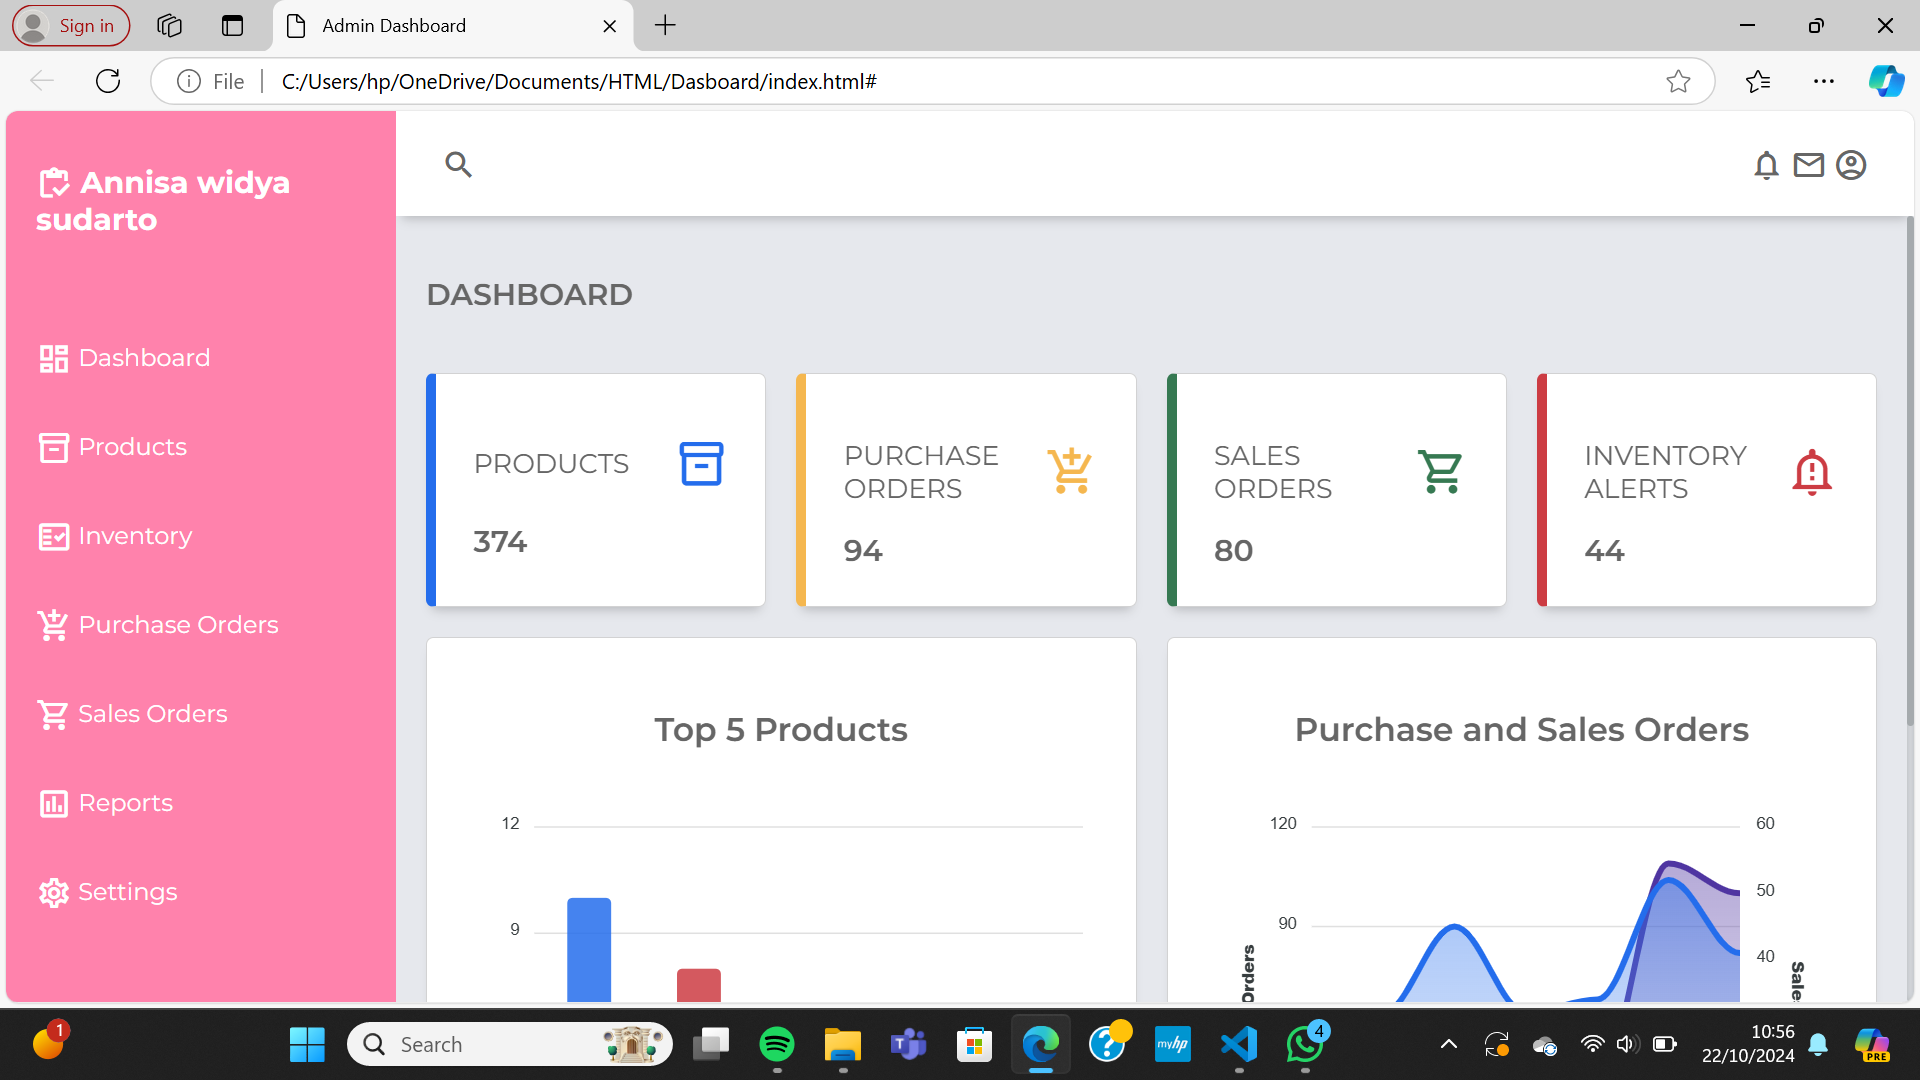 Sign in
Admin Dashboard
File
C:/Users/hp/OneDrive/Documents/HTML/Dasboard/index.html#
Annisa widya
sudarto
Dashboard
Products
Inventory
Purchase Orders
Sales Orders
Reports
Settings
DASHBOARD
PRODUCTS
374
PURCHASE
ORDERS
94
SALES
ORDERS
80
INVENTORY
ALERTS
44
Top 5 Products
12
9
Purchase and Sales Orders
120
90
Orders
60
50
40
Sale
1
Search
T
?
myhp
4
10:56
22/10/2024
PRE